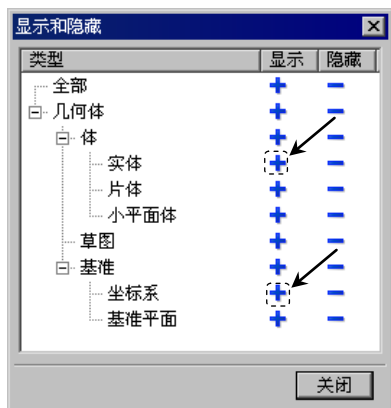 显示和隐藏
类型 显示 隐藏
全部
几何体
体
实体
片体
小平面体
草图
基准
坐标系
基准平面
关闭